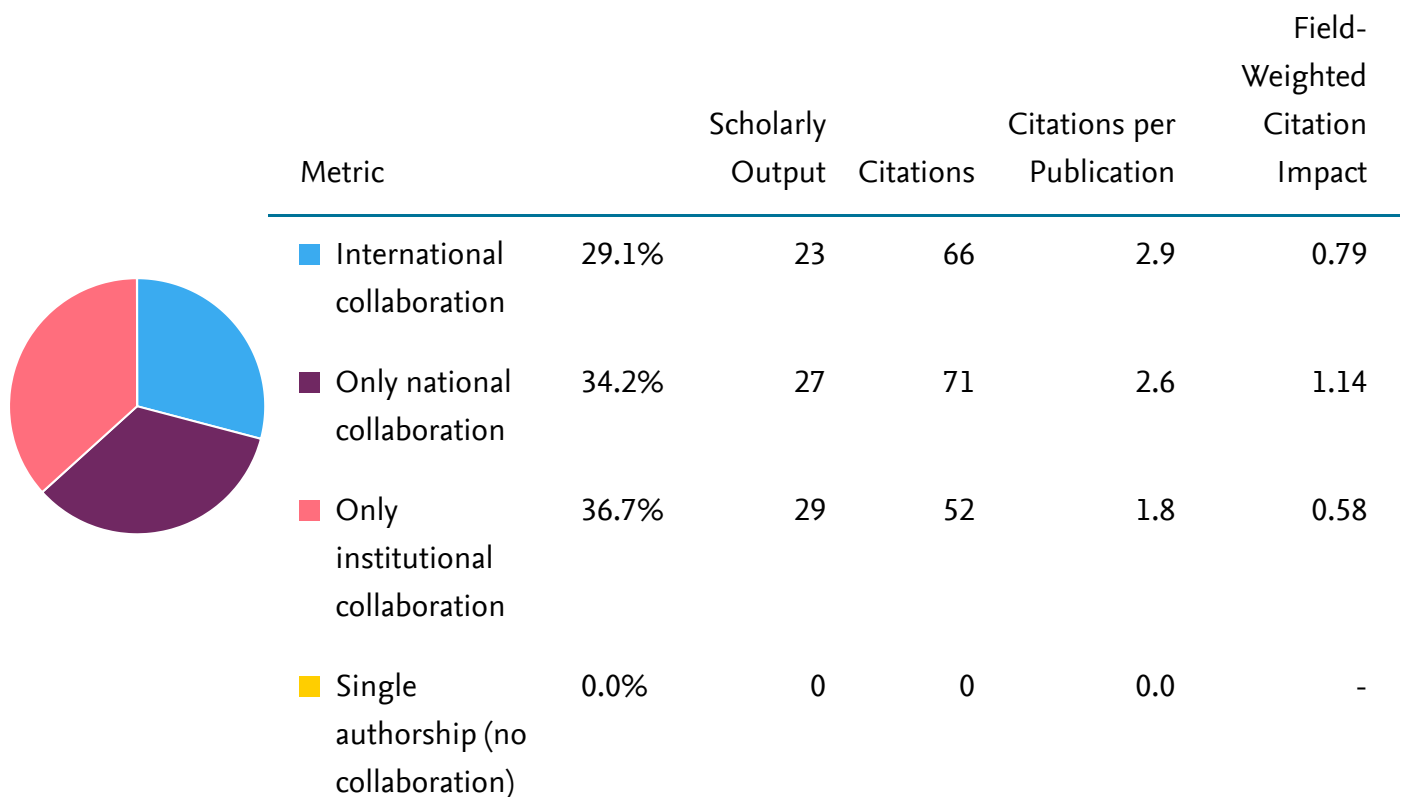 Field-
Weighted
Scholarly Citations per Citation
Metric Output Citations Publication Impact
International 29.1% 23 66 2.9 0.79
collaboration
Only national 34.2% 27 71 2.6 1.14
collaboration
Only 36.7% 29 52 1.8 0.58
institutional
collaboration
Single 0.0% 0 0 0.0 -
authorship (no
collaboration)